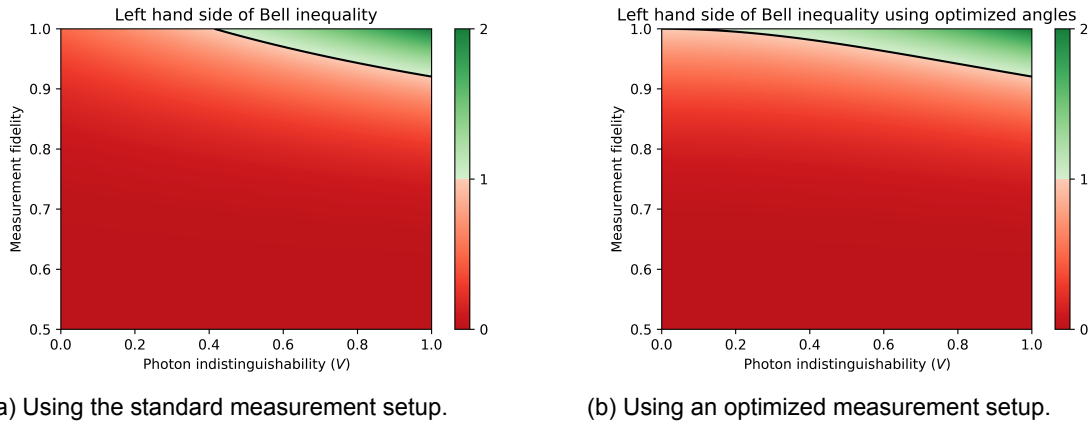 Left hand side of Bell inequality
1.0
0.9
0.8
0.7
0.6
0.5
Measurement fidelity
0.0 0.2 0.4 0.6 0.8 1.0
Photon indistinguishability (V)
2
1
0
a) Using the standard measurement setup.
Left hand side of Bell inequality using optimized angles
1.0
0.9
0.8
0.7
0.6
0.5
Measurement fidelity
0.0 0.2 0.4 0.6 0.8 1.0
Photon indistinguishability (V)
2
1
0
(b) Using an optimized measurement setup.